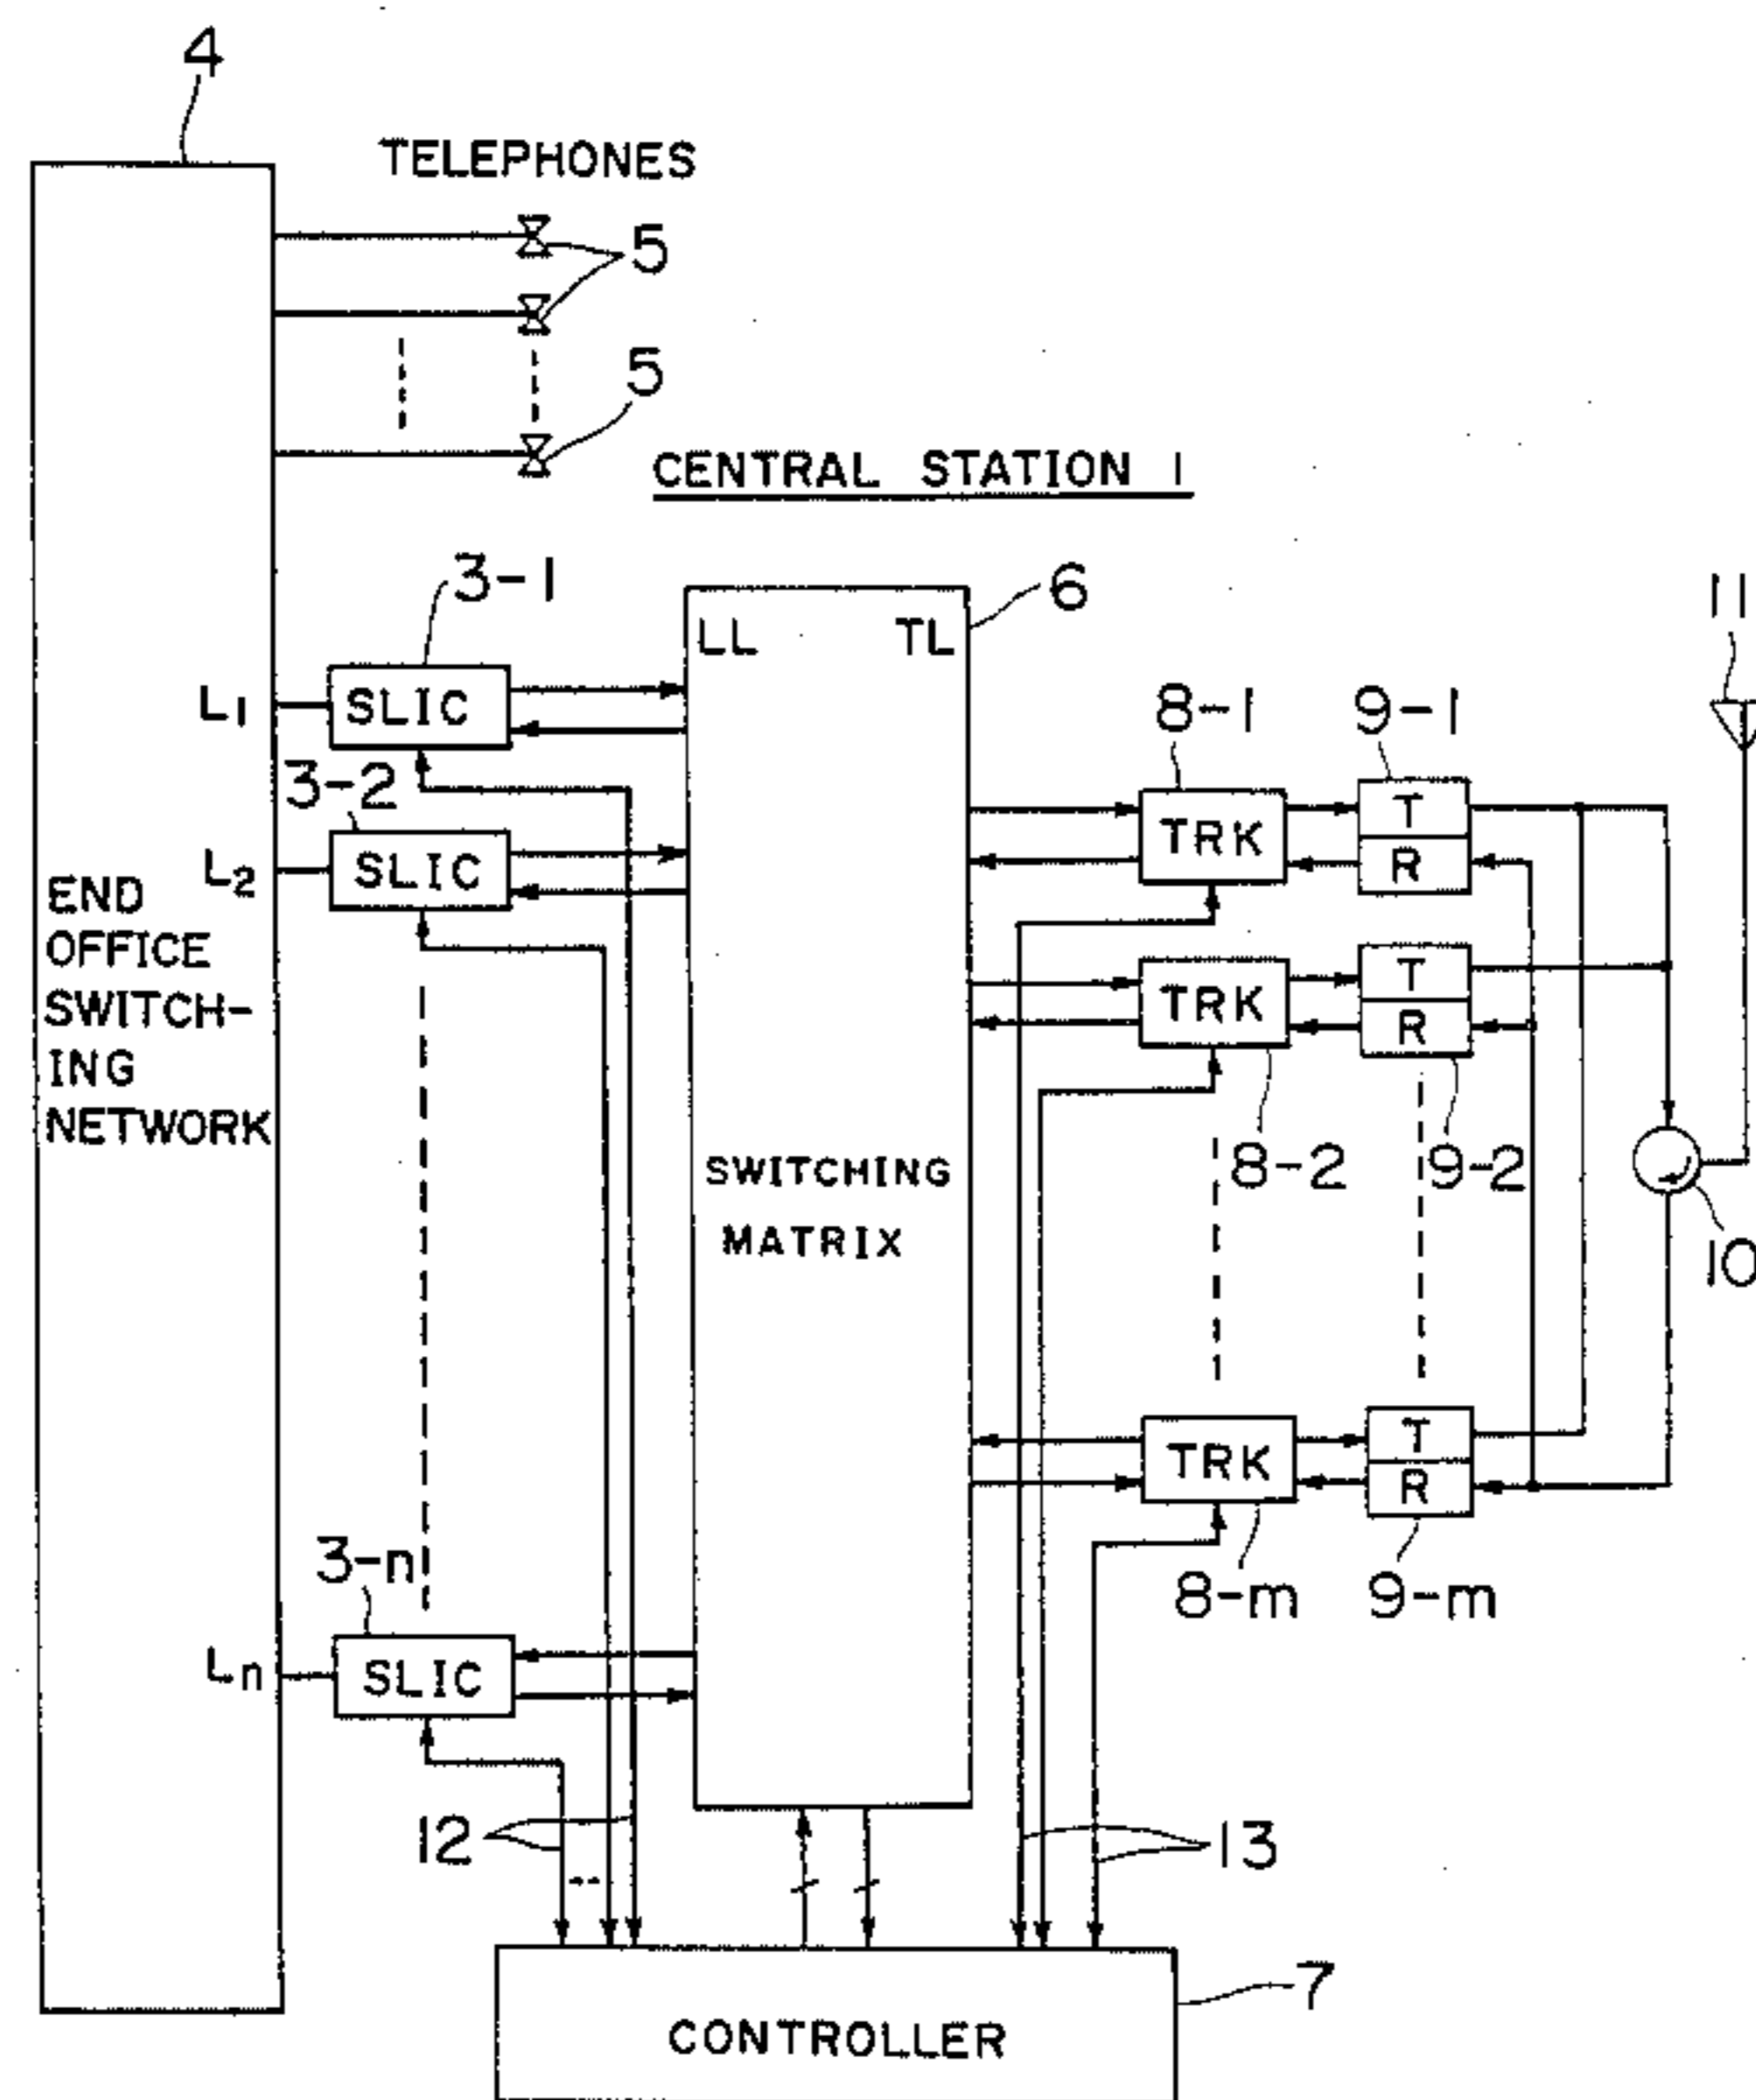 4
TELEPHONES
5
5
CENTRAL STATION 1
3-1
6
11
LL
TL
L1
SLIC
8-1
9-1
3-2
TRK
T
R
L2
SLIC
END
OFFICE
SWITCH-
ING
NETWORK
TRK
T
R
8-2
9-2
SWITCHING
MATRIX
10
TRK
T
R
3-n
8-m
9-m
Ln
SLIC
12
13
7
CONTROLLER